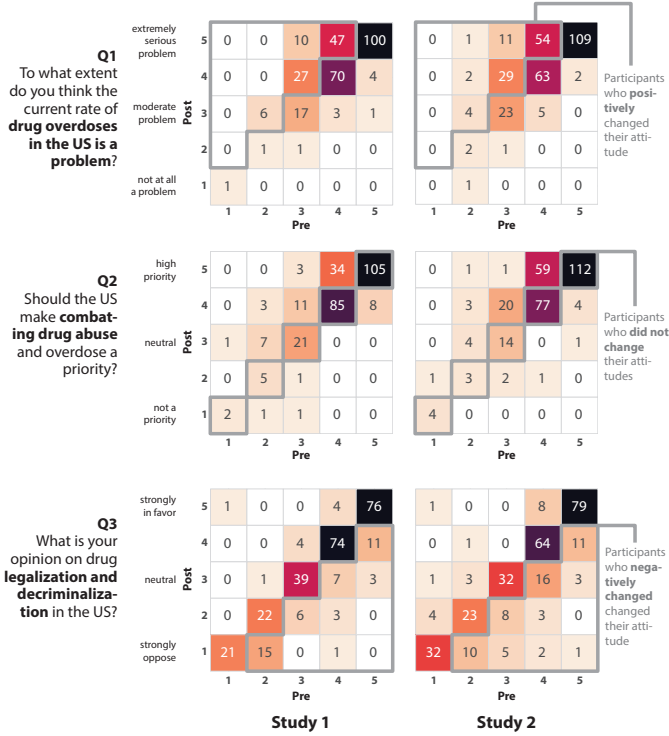 Q1
To what extent
do you think the
current rate of
drug overdoses
in the US is a
problem?
extremely
serious
problem
moderate
problem
not at all
a problem
Post
5 0 0 10 47 100
4 0 0 27 70 4
3 0 6 17 3 1
2 0 1 1 0 0
1 1 0 0 0 0
1 2 3 4 5
Pre
0 1 11 54 109
0 2 29 63 2
0 4 23 5 0
0 2 1 0 0
0 1 0 0 0
1 2 3 4 5
Pre
Participants
who posi-
tively
changed
their atti-
tude
Q2
Should the US
make combat-
ing drug abuse
and overdose a
priority?
high
priority
neutral
not a
priority
Post
5 0 0 3 34 105
4 0 3 11 85 8
3 1 7 21 0 0
2 0 5 1 0 0
1 2 1 1 0 0
1 2 3 4 5
Pre
0 1 1 59 112
0 3 20 77 4
0 4 14 0 1
1 3 2 1 0
4 0 0 0 0
1 2 3 4 5
Pre
Participants
who did not
change
their atti-
tudes
Q3
What is your
opinion on drug
legalization and
decriminaliza-
tion in the US?
strongly
in favor
neutral
strongly
oppose
Post
5 1 0 0 4 76
4 0 0 4 74 11
3 0 1 39 7 3
2 0 22 6 3 0
1 21 15 0 1 0
1 2 3 4 5
Pre
1 0 0 8 79
0 1 0 64 11
1 3 32 16 3
4 23 8 3 0
32 10 5 2 1
1 2 3 4 5
Pre
Participants
who nega-
tively
changed
changed
their atti-
tude
Study 1
Study 2